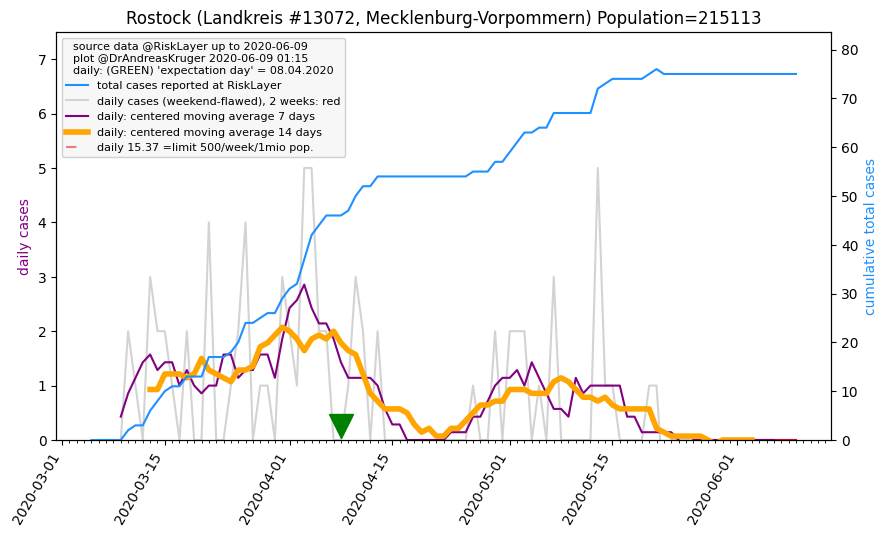 Rostock (Landkreis #13072, Mecklenburg-Vorpommern) Population=215113
source data @RiskLayer up to 2020-06-09
plot @DrAndreasKruger 2020-06-09 01:15
daily: (GREEN) 'expectation day' = 08.04.2020
total cases reported at RiskLayer
daily cases (weekend-flawed), 2 weeks: red
daily: centered moving average 7 days
daily: centered moving average 14 days
daily 15.37 =limit 500/week/1mio pop.
daily cases
7
6
5
4
3
2
1
0
cumulative total cases
80
70
60
50
40
30
20
10
0
2020-03-01
2020-03-15
2020-04-01
2020-04-15
2020-05-01
2020-05-15
2020-06-01